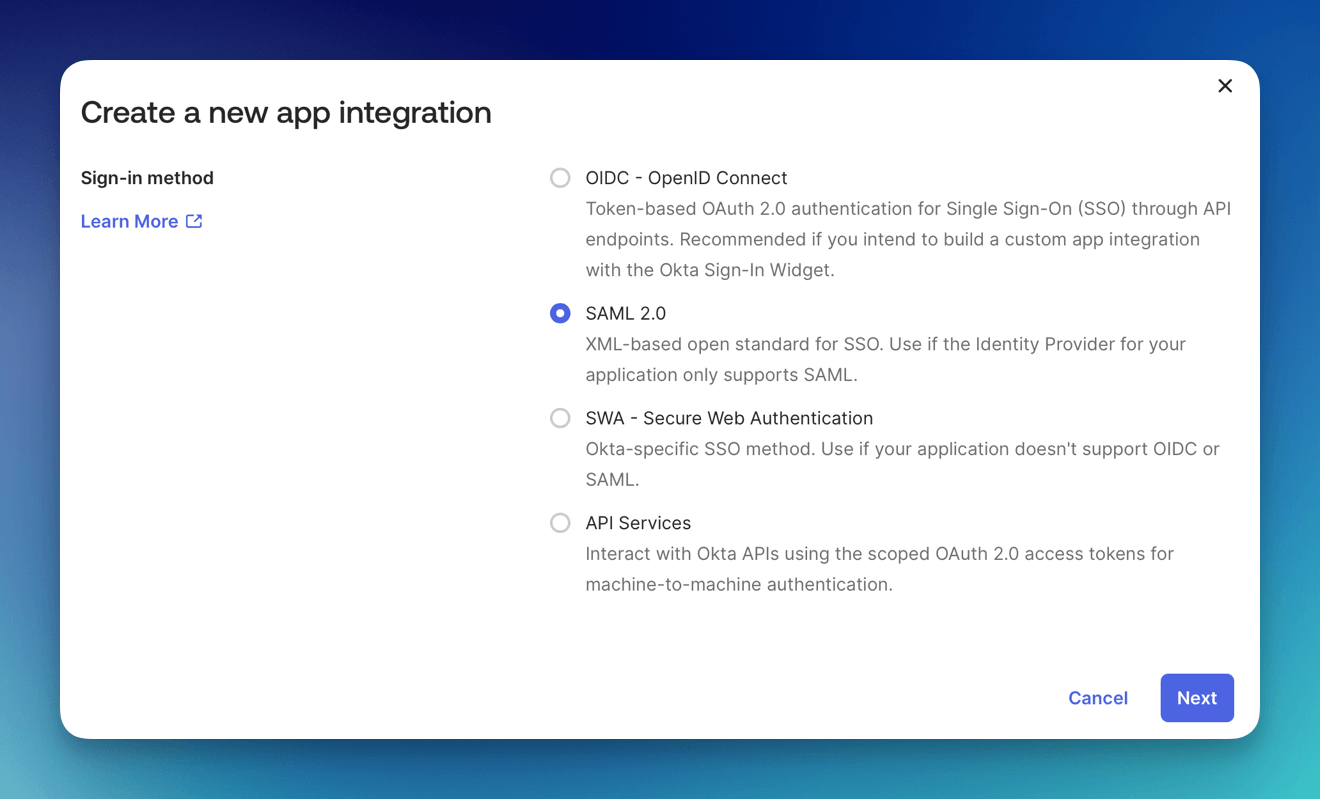 Create a new app integration
Sign-in method
Learn More
OIDC - OpenID Connect
Token-based OAuth 2.0 authentication for Single Sign-On (SSO) through API
endpoints. Recommended if you intend to build a custom app integration
with the Okta Sign-In Widget.
SAML 2.0
XML-based open standard for SSO. Use if the Identity Provider for your
application only supports SAML.
SWA - Secure Web Authentication
Okta-specific SSO method. Use if your application doesn't support OIDC or
SAML.
API Services
Interact with Okta APIs using the scoped OAuth 2.0 access tokens for
machine-to-machine authentication.
Cancel
Next